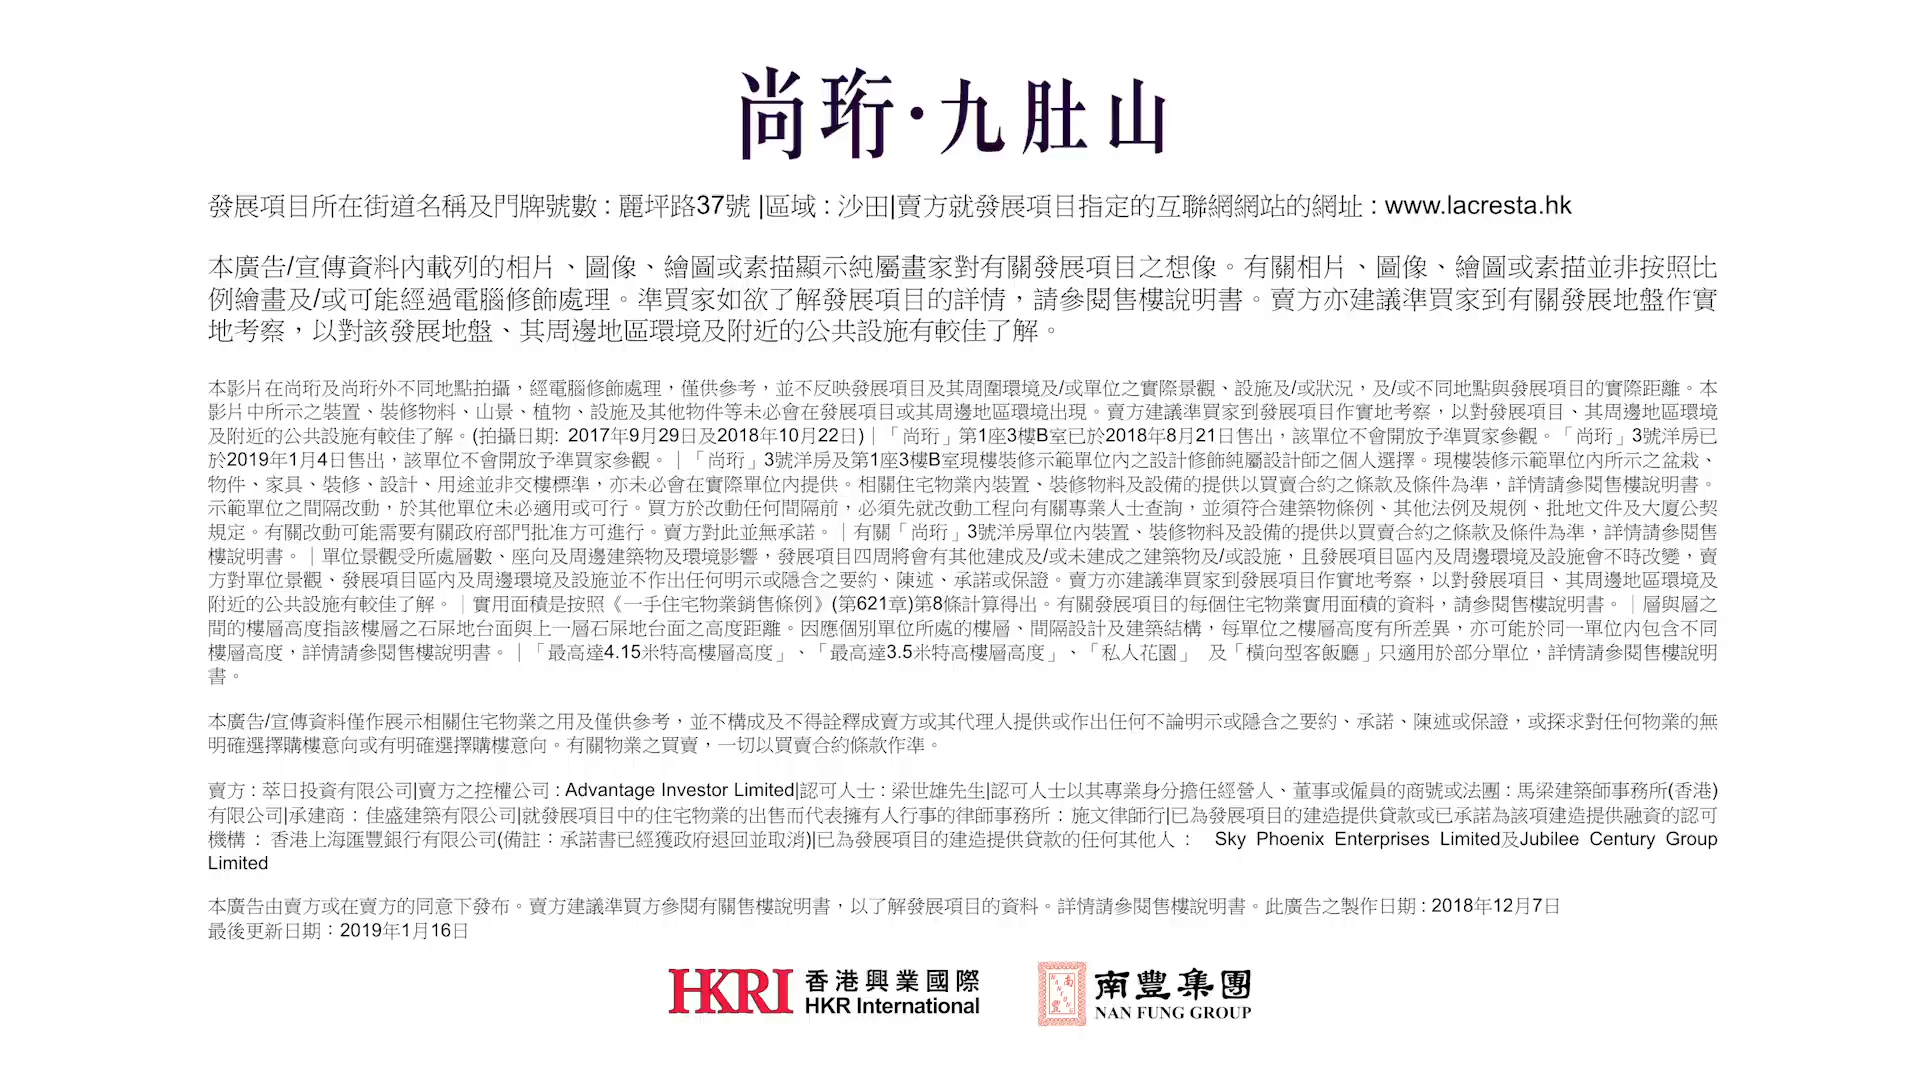 尚珩·九肚山
發展項目所在街道名稱及門牌號數 : 麗坪路37號 |區域 : 沙田|賣方就發展項目指定的互聯網網站的網址 : www.lacresta.hk
本廣告/宣傳資料內載列的相片、圖像、繪圖或素描顯示純屬畫家對有關發展項目之想像。有關相片、圖像、繪圖或素描並非按照比
例繪畫及/或可能經過電腦修飾處理。準買家如欲了解發展項目的詳情，請參閱售樓說明書。賣方亦建議準買家到有關發展地盤作實
地考察，以對該發展地盤、其周邊地區環境及附近的公共設施有較佳了解。
本影片在尚珩及尚珩外不同地點拍攝，經電腦修飾處理，僅供參考，並不反映發展項目及其周圍環境及/或單位之實際景觀、設施及/或狀況，及/或不同地點與發展項目的實際距離。本
影片中所示之裝置、裝修物料、山景、植物、設施及其他物件等未必會在發展項目或其周邊地區環境出現。賣方建議準買家到發展項目作實地考察，以對發展項目、其周邊地區環境
及附近的公共設施有較佳了解。(拍攝日期: 2017年9月29日及2018年10月22日)｜「尚珩」第1座3樓B室已於2018年8月21日售出，該單位不會開放予準買家參觀。「尚珩」3號洋房已
於2019年1月4日售出，該單位不會開放予準買家參觀。｜「尚珩」3號洋房及第1座3樓B室現樓裝修示範單位內之設計修飾純屬設計師之個人選擇。現樓裝修示範單位內所示之盆栽、
物件、家具、裝修、設計、用途並非交樓標準，亦未必會在實際單位內提供。相關住宅物業內裝置、裝修物料及設備的提供以買賣合約之條款及條件為準，詳情請參閱售樓說明書。
示範單位之間隔改動，於其他單位未必適用或可行。買方於改動任何間隔前，必須先就改動工程向有關專業人士查詢，並須符合建築物條例、其他法例及規例、批地文件及大廈公契
規定。有關改動可能需要有關政府部門批准方可進行。賣方對此並無承諾。｜有關「尚珩」3號洋房單位內裝置、裝修物料及設備的提供以買賣合約之條款及條件為準，詳情請參閱售
樓說明書。｜單位景觀受所處層數、座向及周邊建築物及環境影響，發展項目四周將會有其他建成及/或未建成之建築物及/或設施，且發展項目區內及周邊環境及設施會不時改變，賣
方對單位景觀、發展項目區內及周邊環境及設施並不作出任何明示或隱含之要約、陳述、承諾或保證。賣方亦建議準買家到發展項目作實地考察，以對發展項目、其周邊地區環境及
附近的公共設施有較佳了解。｜實用面積是按照《一手住宅物業銷售條例》(第621章)第8條計算得出。有關發展項目的每個住宅物業實用面積的資料，請參閱售樓說明書。｜層與層之
間的樓層高度指該樓層之石屎地台面與上一層石屎地台面之高度距離。因應個別單位所處的樓層、間隔設計及建築結構，每單位之樓層高度有所差異，亦可能於同一單位内包含不同
樓層高度，詳情請參閱售樓說明書。｜「最高達4.15米特高樓層高度」、「最高達3.5米特高樓層高度」、「私人花園」 及「橫向型客飯廳」只適用於部分單位，詳情請參閱售樓說明
書。
本廣告/宣傳資料僅作展示相關住宅物業之用及僅供參考，並不構成及不得詮釋成賣方或其代理人提供或作出任何不論明示或隱含之要約、承諾、陳述或保證，或探求對任何物業的無
明確選擇購樓意向或有明確選擇購樓意向。有關物業之買賣，一切以買賣合約條款作準。
賣方 : 萃日投資有限公司|賣方之控權公司 : Advantage Investor Limited|認可人士 : 梁世雄先生|認可人士以其專業身分擔任經營人、董事或僱員的商號或法團 : 馬梁建築師事務所(香港)
有限公司|承建商：佳盛建築有限公司|就發展項目中的住宅物業的出售而代表擁有人行事的律師事務所：施文律師行|已為發展項目的建造提供貸款或已承諾為該項建造提供融資的認可
機構 : 香港上海匯豐銀行有限公司(備註：承諾書已經獲政府退回並取消)|已為發展項目的建造提供貸款的任何其他人 : Sky Phoenix Enterprises Limited及Jubilee Century Group
Limited
本廣告由賣方或在賣方的同意下發布。賣方建議準買方參閱有關售樓說明書，以了解發展項目的資料。詳情請參閱售樓說明書。此廣告之製作日期 : 2018年12月7日
最後更新日期：2019年1月16日
HKRI 香港興業國際
HKR International
南豐集團
NAN FUNG GROUP